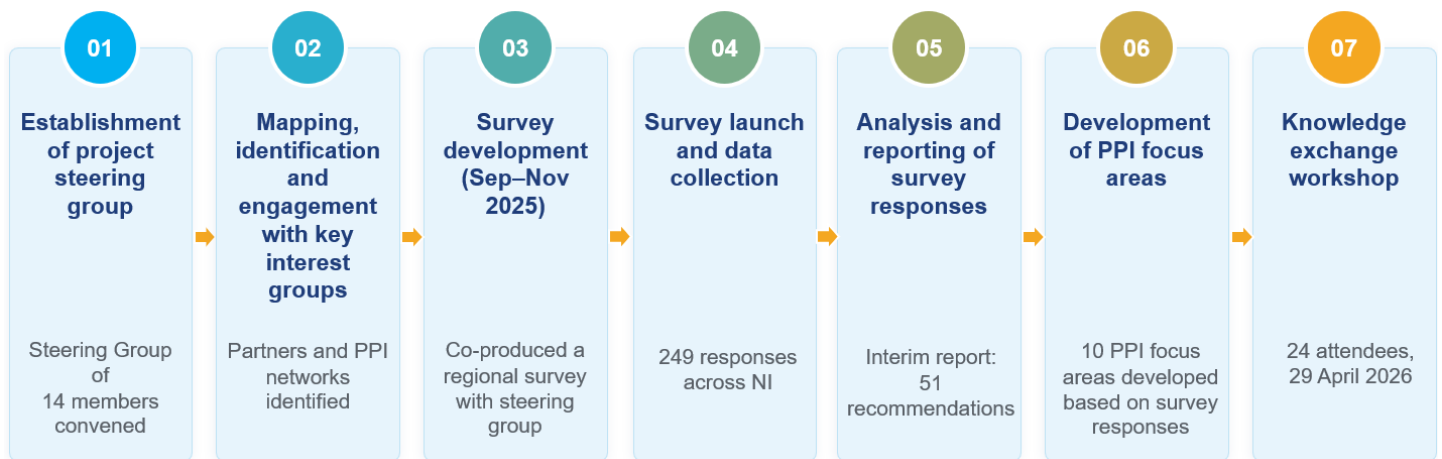 01
Establishment
of project
steering
group
Steering Group
of
14 members
convened
02
Mapping,
identification
and
engagement
with key
interest
groups
Partners and PPI
networks
identified
03
Survey
development
(Sep–Nov
2025)
Co-produced a
regional survey
with steering
group
04
Survey launch
and data
collection
249 responses
across NI
05
Analysis and
reporting of
survey
responses
Interim report:
51
recommendations
06
Development
of PPI focus
areas
10 PPI focus
areas developed
based on survey
responses
07
Knowledge
exchange
workshop
24 attendees,
29 April 2026